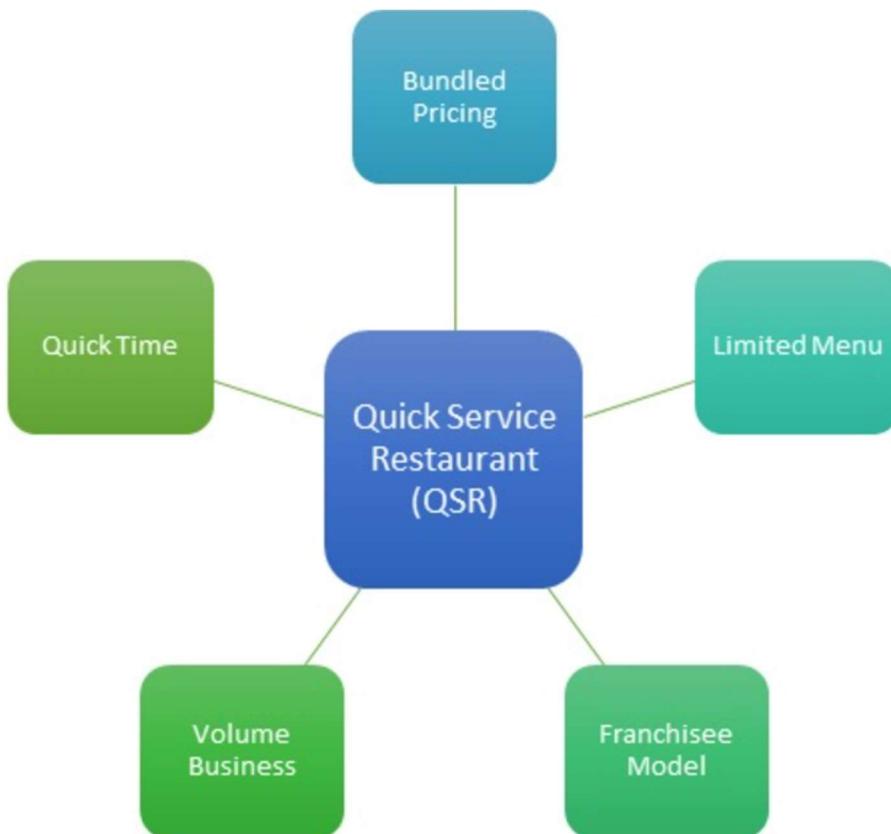 Bundled
Pricing
Quick Time
Limited Menu
Quick Service
Restaurant
(QSR)
Volume
Business
Franchisee
Model